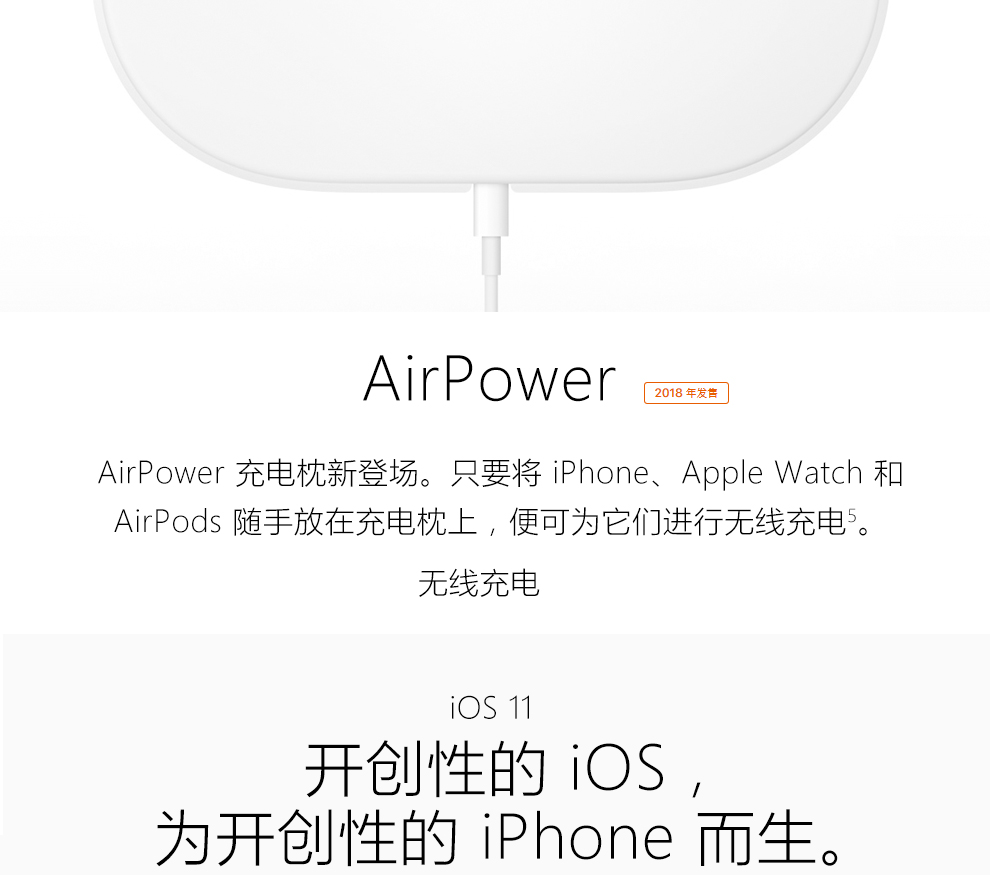 AirPower 2018 年发售
AirPower 充电枕新登场。只要将 iPhone、Apple Watch 和
AirPods 随手放在充电枕上，便可为它们进行无线充电5。
无线充电
iOS 11
开创性的 iOS，
为开创性的 iPhone 而生。